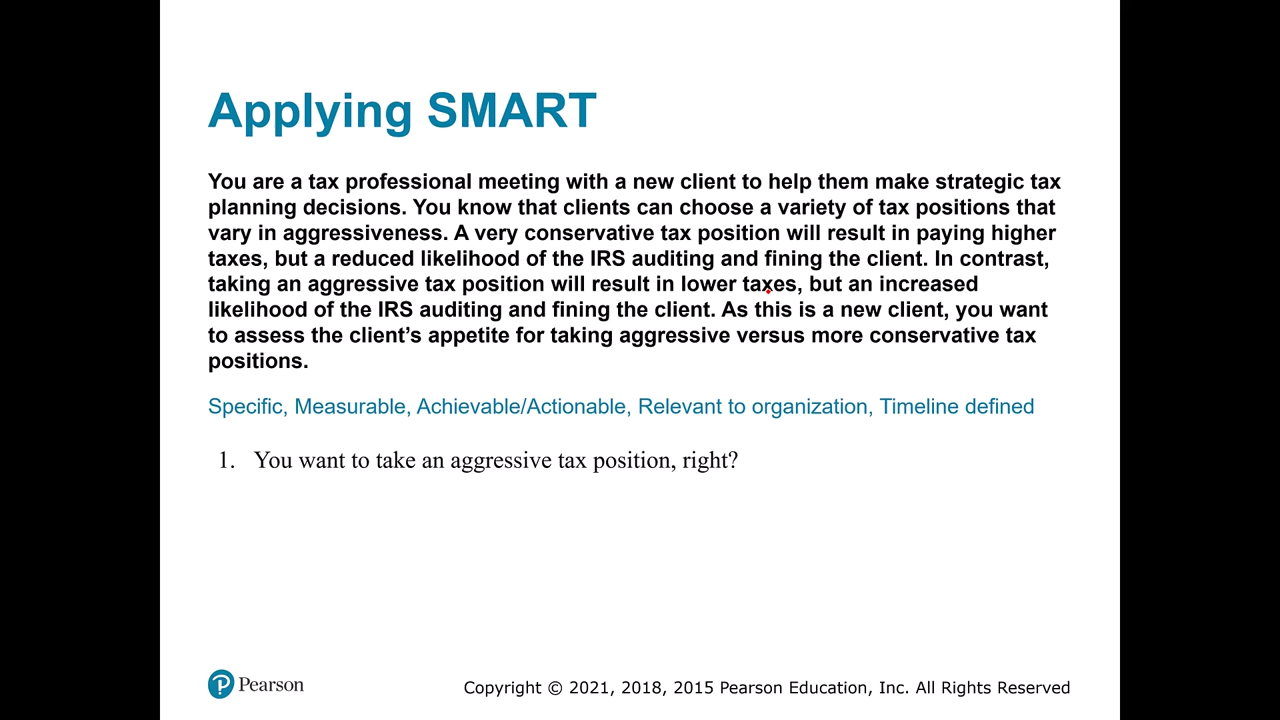 Applying SMART
You are a tax professional meeting with a new client to help them make strategic tax
planning decisions. You know that clients can choose a variety of tax positions that
vary in aggressiveness. A very conservative tax position will result in paying higher
taxes, but a reduced likelihood of the IRS auditing and fining the client. In contrast,
taking an aggressive tax position will result in lower taxes, but an increased
likelihood of the IRS auditing and fining the client. As this is a new client, you want
to assess the client’s appetite for taking aggressive versus more conservative tax
positions.
Specific, Measurable, Achievable/Actionable, Relevant to organization, Timeline defined
1. You want to take an aggressive tax position, right?
Pearson
Copyright © 2021, 2018, 2015 Pearson Education, Inc. All Rights Reserved